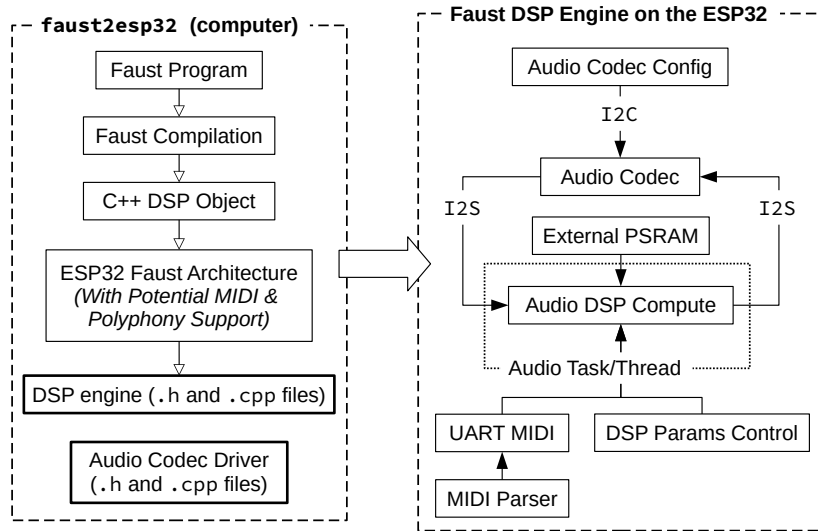 faust2esp32 (computer)
Faust Program
Faust Compilation
C++ DSP Object
ESP32 Faust Architecture
(With Potential MIDI &
Polyphony Support)
DSP engine (.h and .cpp files)
Audio Codec Driver
(.h and .cpp files)
Faust DSP Engine on the ESP32
Audio Codec Config
I2C
Audio Codec
I2S
I2S
External PSRAM
Audio DSP Compute
Audio Task/Thread
UART MIDI
DSP Params Control
MIDI Parser